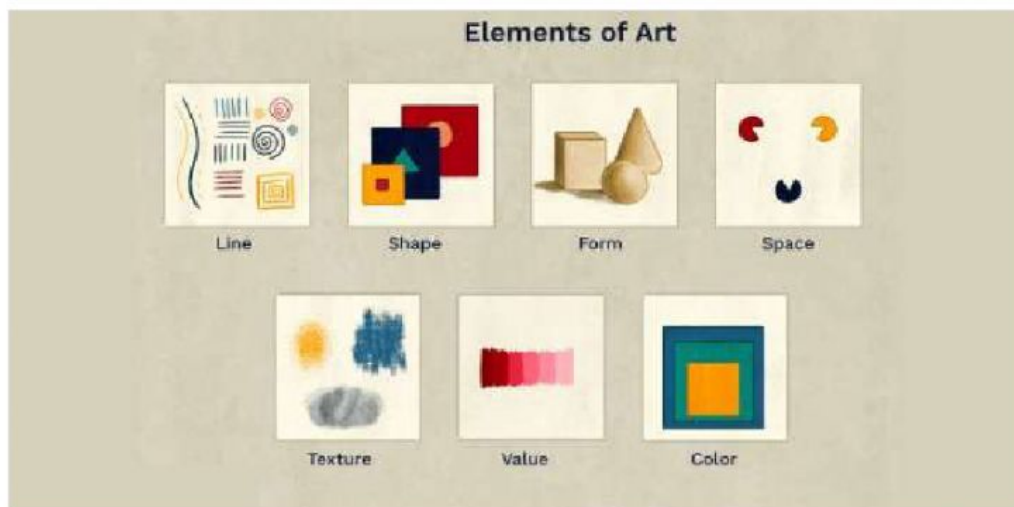 Elements of Art
Line
Shape
Form
Space
Texture
Value
Color